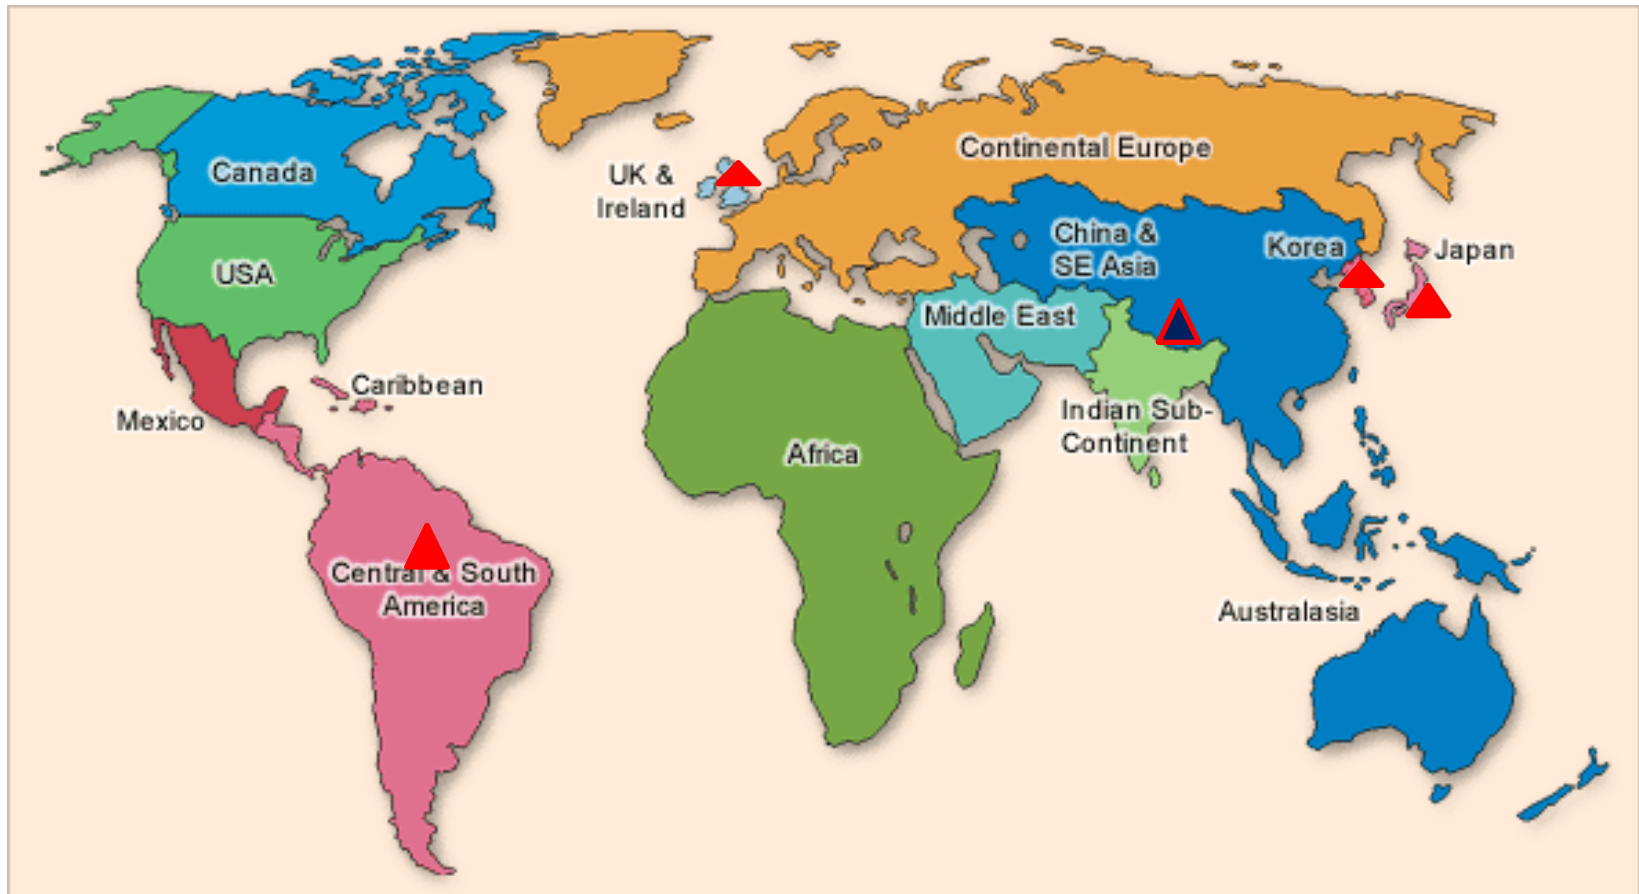 Canada
UK &
Ireland
Continental Europe
USA
China &
SE Asia
Korea
Japan
Middle East
Caribbean
Mexico
Indian Sub-
Continent
Africa
Central & South
America
Australasia